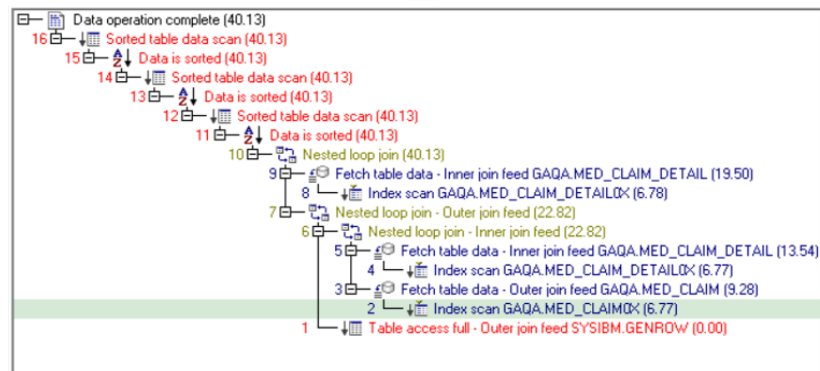 Data operation complete (40.13)
16 Sorted table data scan (40.13)
15 Data is sorted (40.13)
14 Sorted table data scan (40.13)
13 Data is sorted (40.13)
12 Sorted table data scan (40.13)
11 Data is sorted (40.13)
10 Nested loop join (40.13)
9 Fetch table data - Inner join feed GAQA.MED_CLAIM_DETAIL (19.50)
8 Index scan GAQA.MED_CLAIM_DETAIL0X (6.78)
7 Nested loop join - Outer join feed (22.82)
6 Nested loop join - Inner join feed (22.82)
5 Fetch table data - Inner join feed GAQA.MED_CLAIM_DETAIL (13.54)
4 Index scan GAQA.MED_CLAIM_DETAIL0X (6.77)
3 Fetch table data - Outer join feed GAQA.MED_CLAIM (9.28)
2 Index scan GAQA.MED_CLAIM0X (6.77)
1 Table access full - Outer join feed SYSIBM.GENROW (0.00)